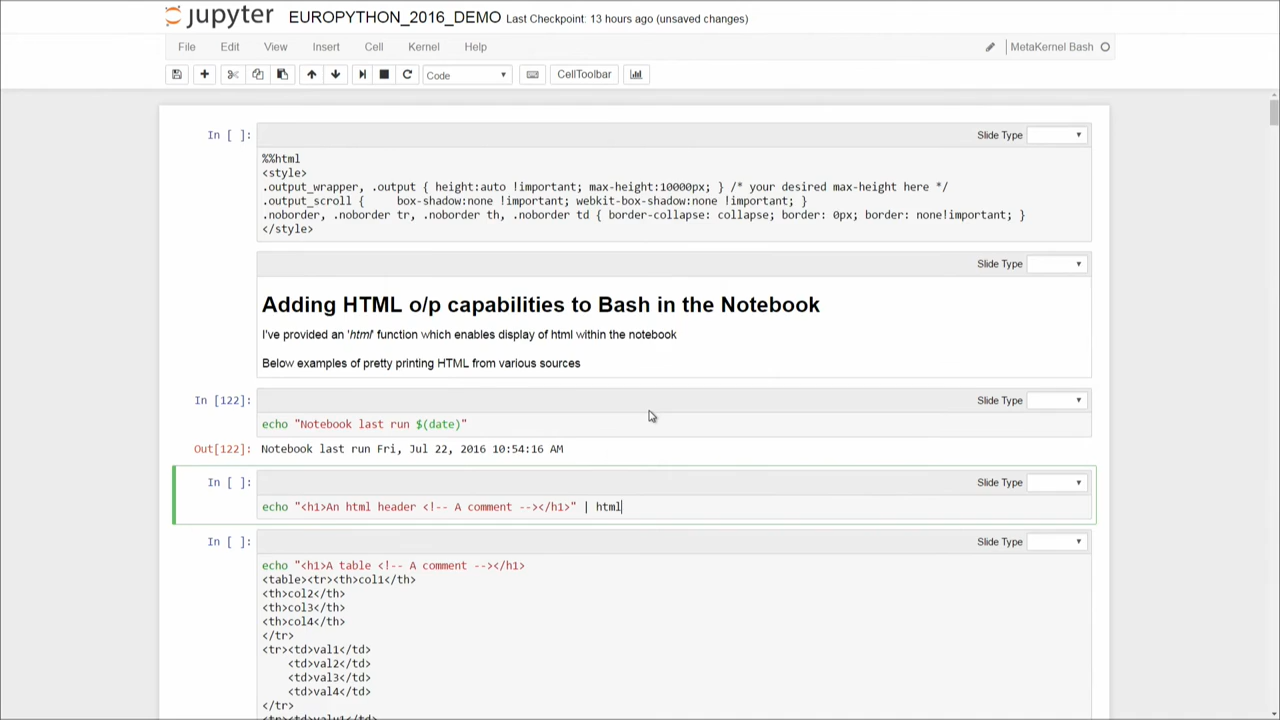 jupyter EUROPYTHON_2016_DEMO Last Checkpoint: 13 hours ago (unsaved changes)
File Edit View Insert Cell Kernel Help MetaKernel Bash
Code CellToolbar
In [ ]: Slide Type
%%html
<style>
.output_wrapper, .output { height:auto !important; max-height:10000px; } /* your desired max-height here */
.output_scroll {     box-shadow:none !important; webkit-box-shadow:none !important; }
.noborder, .noborder tr, .noborder th, .noborder td { border-collapse: collapse; border: 0px; border: none!important; }
</style>
Slide Type
Adding HTML o/p capabilities to Bash in the Notebook
I've provided an 'html' function which enables display of html within the notebook
Below examples of pretty printing HTML from various sources
In [122]: Slide Type
echo "Notebook last run $(date)"
Out[122]: Notebook last run Fri, Jul 22, 2016 10:54:16 AM
In [ ]: Slide Type
echo "<h1>An html header <!-- A comment --></h1>" | html
In [ ]: Slide Type
echo "<h1>A table <!-- A comment --></h1>
<table><tr><th>col1</th>
<th>col2</th>
<th>col3</th>
<th>col4</th>
</tr>
<tr><td>val1</td>
    <td>val2</td>
    <td>val3</td>
    <td>val4</td>
</tr>